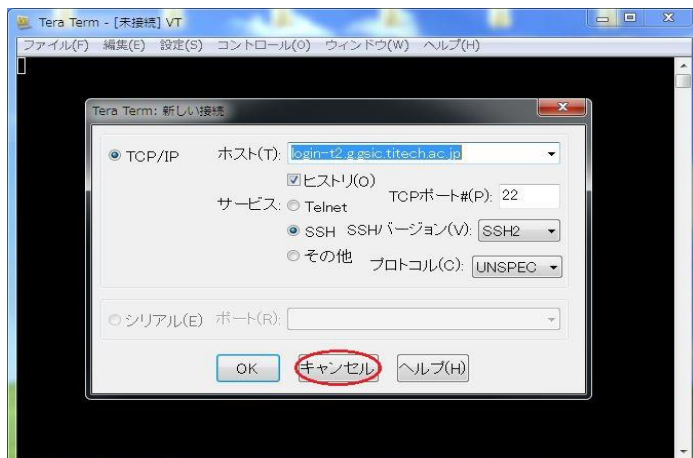 Tera Term - [未接続] VT
ファイル(F) 編集(E) 設定(S) コントロール(O) ウィンドウ(W) ヘルプ(H)
Tera Term: 新しい接続
TCP/IP ホスト(T): login-t2.g.gsic.titech.ac.jp
ヒストリ(O)
サービス: Telnet TCPポート#(P): 22
SSH SSHバージョン(V): SSH2
その他 プロトコル(C): UNSPEC
シリアル(E) ポート(R):
OK キャンセル ヘルプ(H)